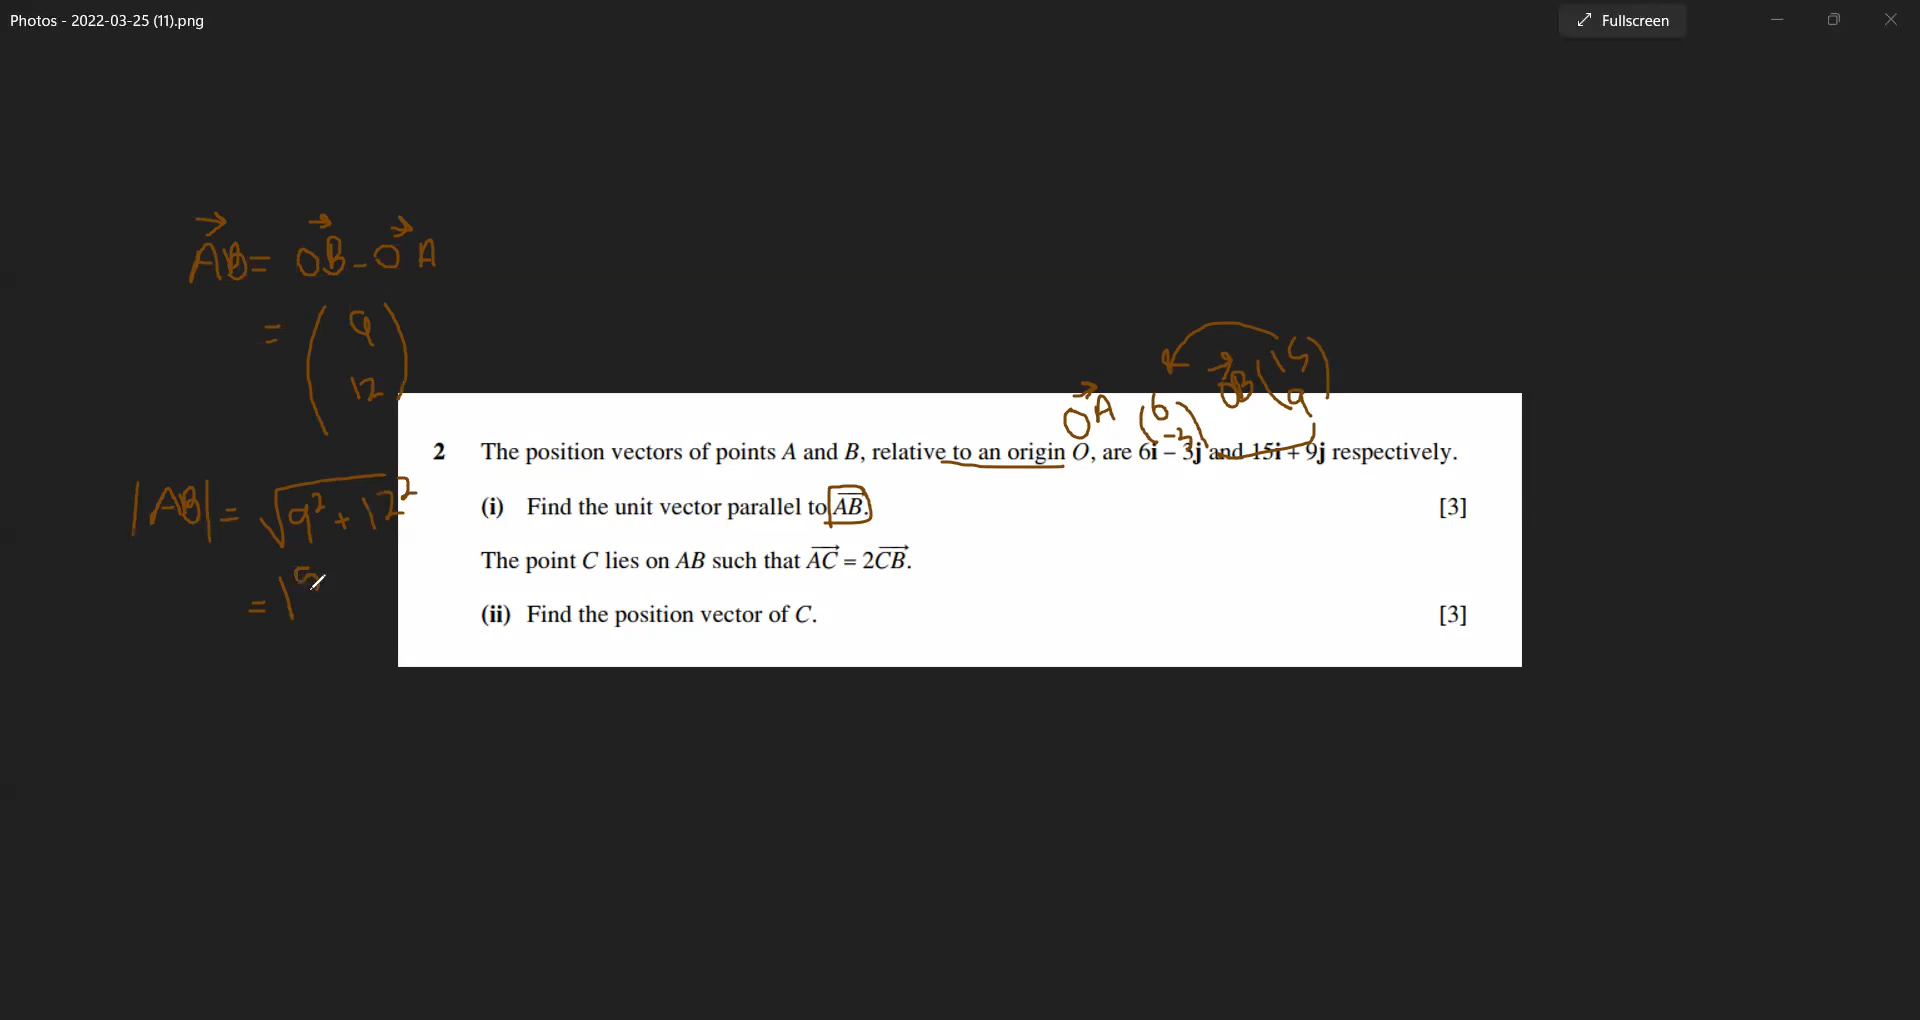 Photos - 2022-03-25 (11).png
Fullscreen
AB = OB - OA
= (9
12)
OA (6
-3)
OB (15
9)
2 The position vectors of points A and B, relative to an origin O, are 6i – 3j and 15i + 9j respectively.
|AB| = √9² + 12²
(i) Find the unit vector parallel to AB. [3]
The point C lies on AB such that AC = 2CB.
= 15
(ii) Find the position vector of C. [3]